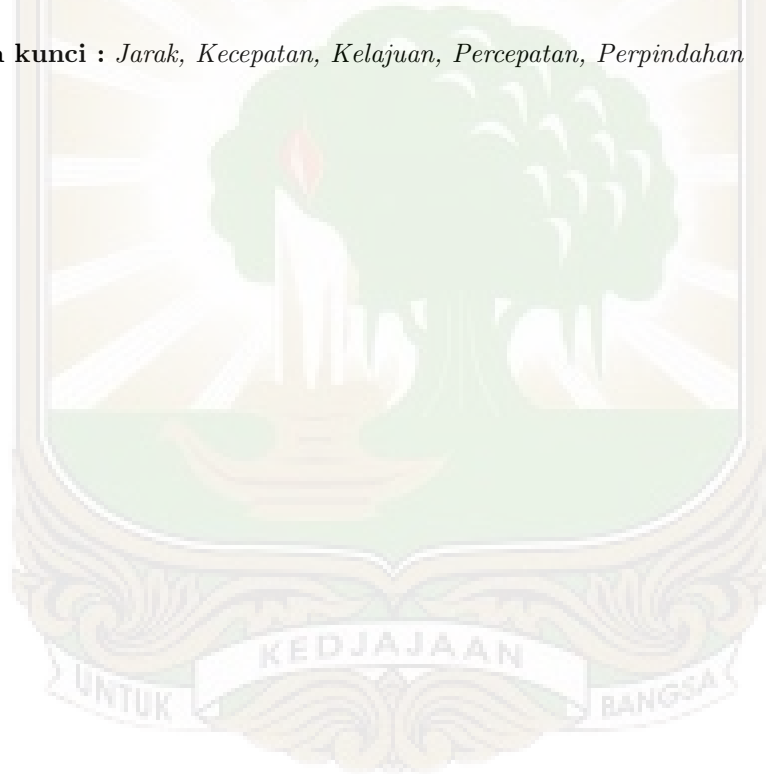 kunci : Jarak, Kecepatan, Kelajuan, Percepatan, Perpindahan
KEDJAJAAN
UNTUK BANGSA